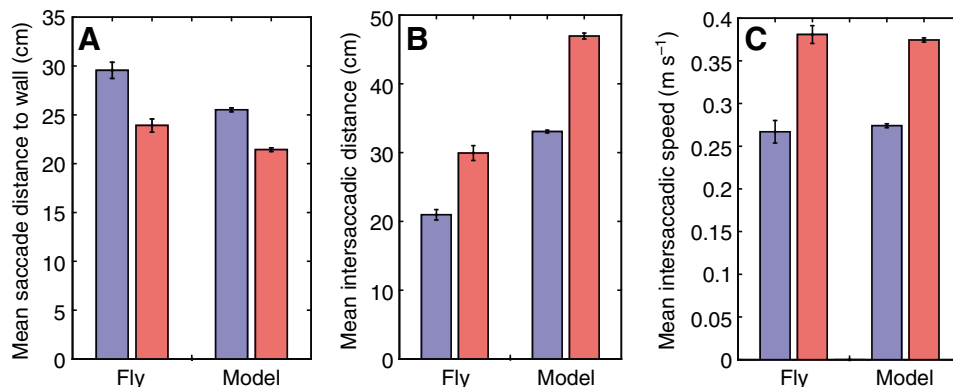 A
Mean saccade distance to wall (cm)
35
30
25
20
15
10
5
0
Fly Model
B
Mean intersaccadic distance (cm)
50
40
30
20
10
0
Fly Model
C
Mean intersaccadic speed (m s⁻¹)
0.4
0.35
0.3
0.25
0.2
0.15
0.1
0.05
0
Fly Model